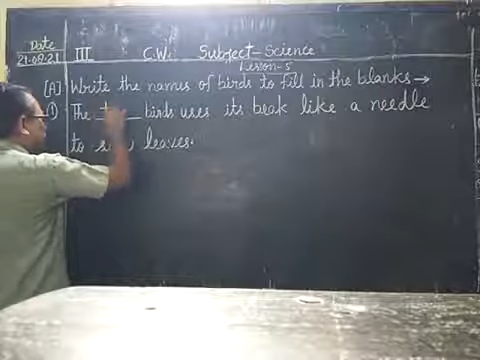 Date III C.W. Subject-Science
21.09.21 Lesson-5
[A] Write the names of birds to fill in the blanks →
① The t birds uses its beak like a needle
to sew leaves.